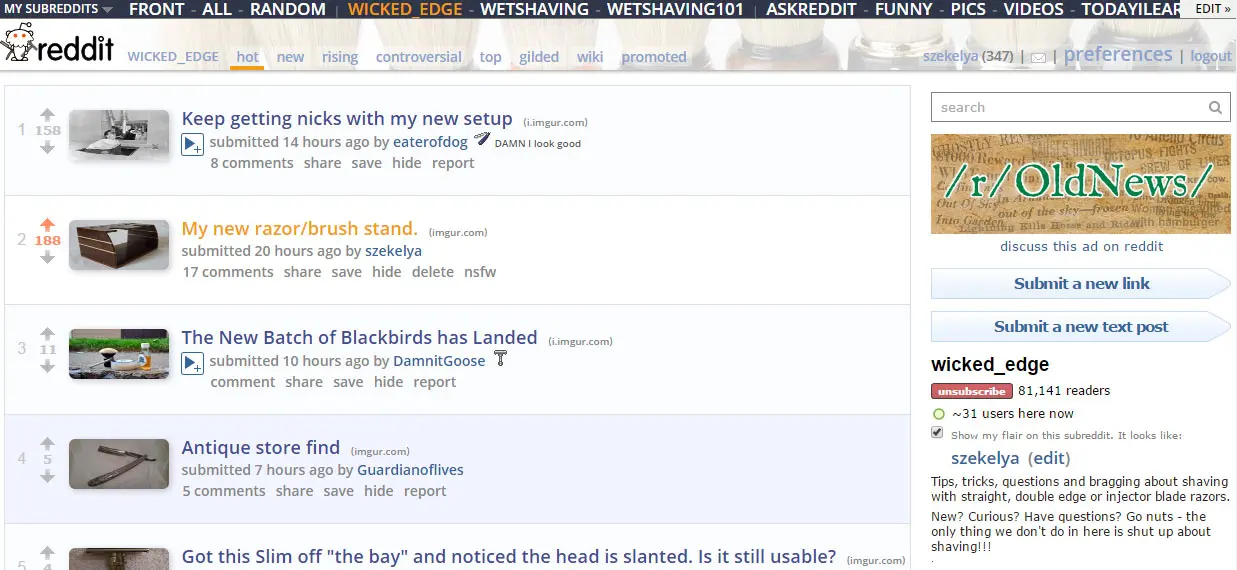 MY SUBREDDITS FRONT - ALL - RANDOM | WICKED_EDGE - WETSHAVING - WETSHAVING101 | ASKREDDIT - FUNNY - PICS - VIDEOS - TODAYILEAR EDIT »
reddit WICKED_EDGE hot new rising controversial top gilded wiki promoted szekelya (347) | | preferences | logout
1 158 Keep getting nicks with my new setup (i.imgur.com)
submitted 14 hours ago by eaterofdog DAMN I look good
8 comments share save hide report
2 188 My new razor/brush stand. (imgur.com)
submitted 20 hours ago by szekelya
17 comments share save hide delete nsfw
3 11 The New Batch of Blackbirds has Landed (i.imgur.com)
submitted 10 hours ago by DamnitGoose
comment share save hide report
4 5 Antique store find (imgur.com)
submitted 7 hours ago by Guardianoflives
5 comments share save hide report
5 4 Got this Slim off "the bay" and noticed the head is slanted. Is it still usable? (imgur.com)
search
/r/OldNews/
discuss this ad on reddit
Submit a new link
Submit a new text post
wicked_edge
unsubscribe 81,141 readers
~31 users here now
Show my flair on this subreddit. It looks like:
szekelya (edit)
Tips, tricks, questions and bragging about shaving
with straight, double edge or injector blade razors.
New? Curious? Have questions? Go nuts - the
only thing we don't do in here is shut up about
shaving!!!